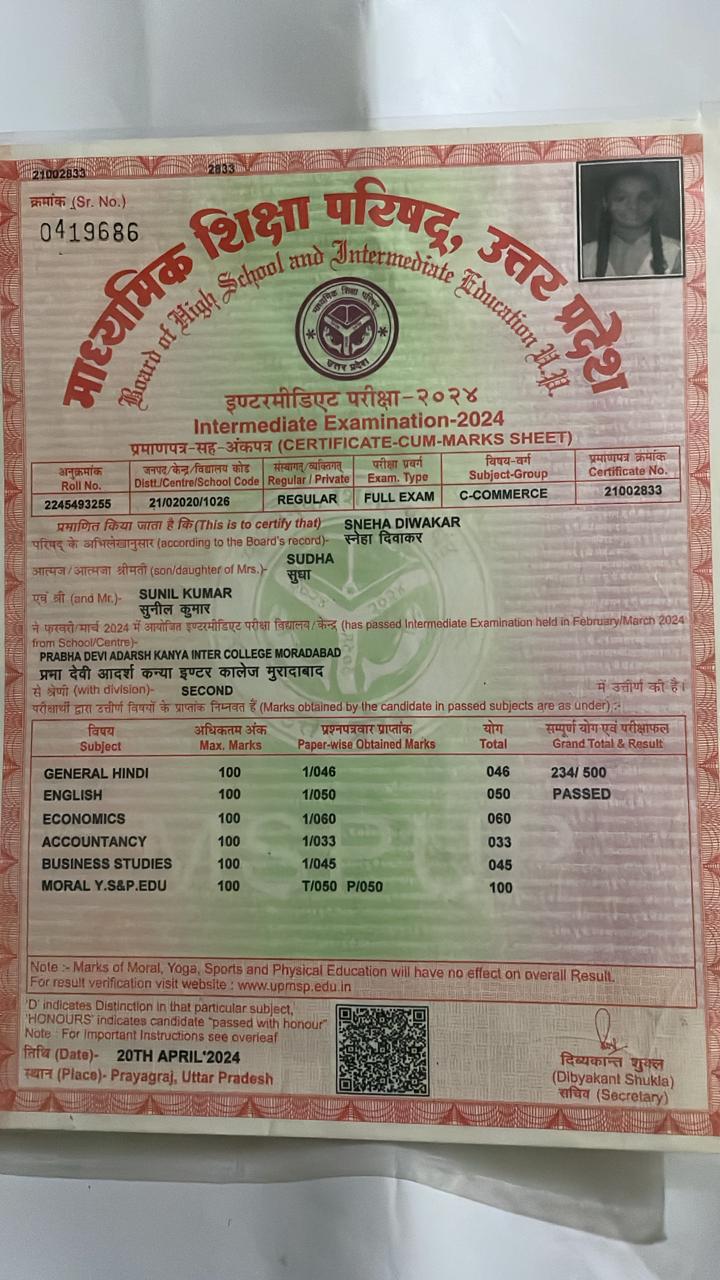 21002833 2833
क्रमांक (Sr. No.)
0419686
माध्यमिक शिक्षा परिषद्, उत्तर प्रदेश
Board of High School and Intermediate Education U.P.
माध्यमिक शिक्षा परिषद
उत्तर प्रदेश
इण्टरमीडिएट परीक्षा-२०२४
Intermediate Examination-2024
प्रमाणपत्र-सह-अंकपत्र (CERTIFICATE-CUM-MARKS SHEET)
अनुक्रमांक जनपद/केन्द्र/विद्यालय कोड संस्थागत/व्यक्तिगत परीक्षा प्रवर्ग विषय-वर्ग प्रमाणपत्र क्रमांक
Roll No. Distt./Centre/School Code Regular / Private Exam. Type Subject-Group Certificate No.
2245493255 21/02020/1026 REGULAR FULL EXAM C-COMMERCE 21002833
प्रमाणित किया जाता है कि (This is to certify that) SNEHA DIWAKAR
परिषद् के अभिलेखानुसार (according to the Board's record)- स्नेहा दिवाकर
आत्मज/आत्मजा श्रीमती (son/daughter of Mrs.)- SUDHA
सुधा
एवं श्री (and Mr.)- SUNIL KUMAR
सुनील कुमार
ने फरवरी/मार्च 2024 में आयोजित इण्टरमीडिएट परीक्षा विद्यालय/केन्द्र (has passed Intermediate Examination held in February/March 2024
from School/Centre)-
PRABHA DEVI ADARSH KANYA INTER COLLEGE MORADABAD
प्रभा देवी आदर्श कन्या इण्टर कालेज मुरादाबाद
से श्रेणी (with division)- SECOND में उत्तीर्ण की है।
परीक्षार्थी द्वारा उत्तीर्ण विषयों के प्राप्तांक निम्नवत हैं (Marks obtained by the candidate in passed subjects are as under) :-
विषय अधिकतम अंक प्रश्नपत्रवार प्राप्तांक योग सम्पूर्ण योग एवं परीक्षाफल
Subject Max. Marks Paper-wise Obtained Marks Total Grand Total & Result
GENERAL HINDI 100 1/046 046 234/ 500
ENGLISH 100 1/050 050 PASSED
ECONOMICS 100 1/060 060
ACCOUNTANCY 100 1/033 033
BUSINESS STUDIES 100 1/045 045
MORAL Y.S&P.EDU 100 T/050 P/050 100
Note :- Marks of Moral, Yoga, Sports and Physical Education will have no effect on overall Result.
For result verification visit website : www.upmsp.edu.in
'D' indicates Distinction in that particular subject,
'HONOURS' indicates candidate "passed with honour"
Note : For Important Instructions see overleaf
तिथि (Date)- 20TH APRIL'2024
स्थान (Place)- Prayagraj, Uttar Pradesh
दिब्यकान्त शुक्ल
(Dibyakant Shukla)
सचिव (Secretary)